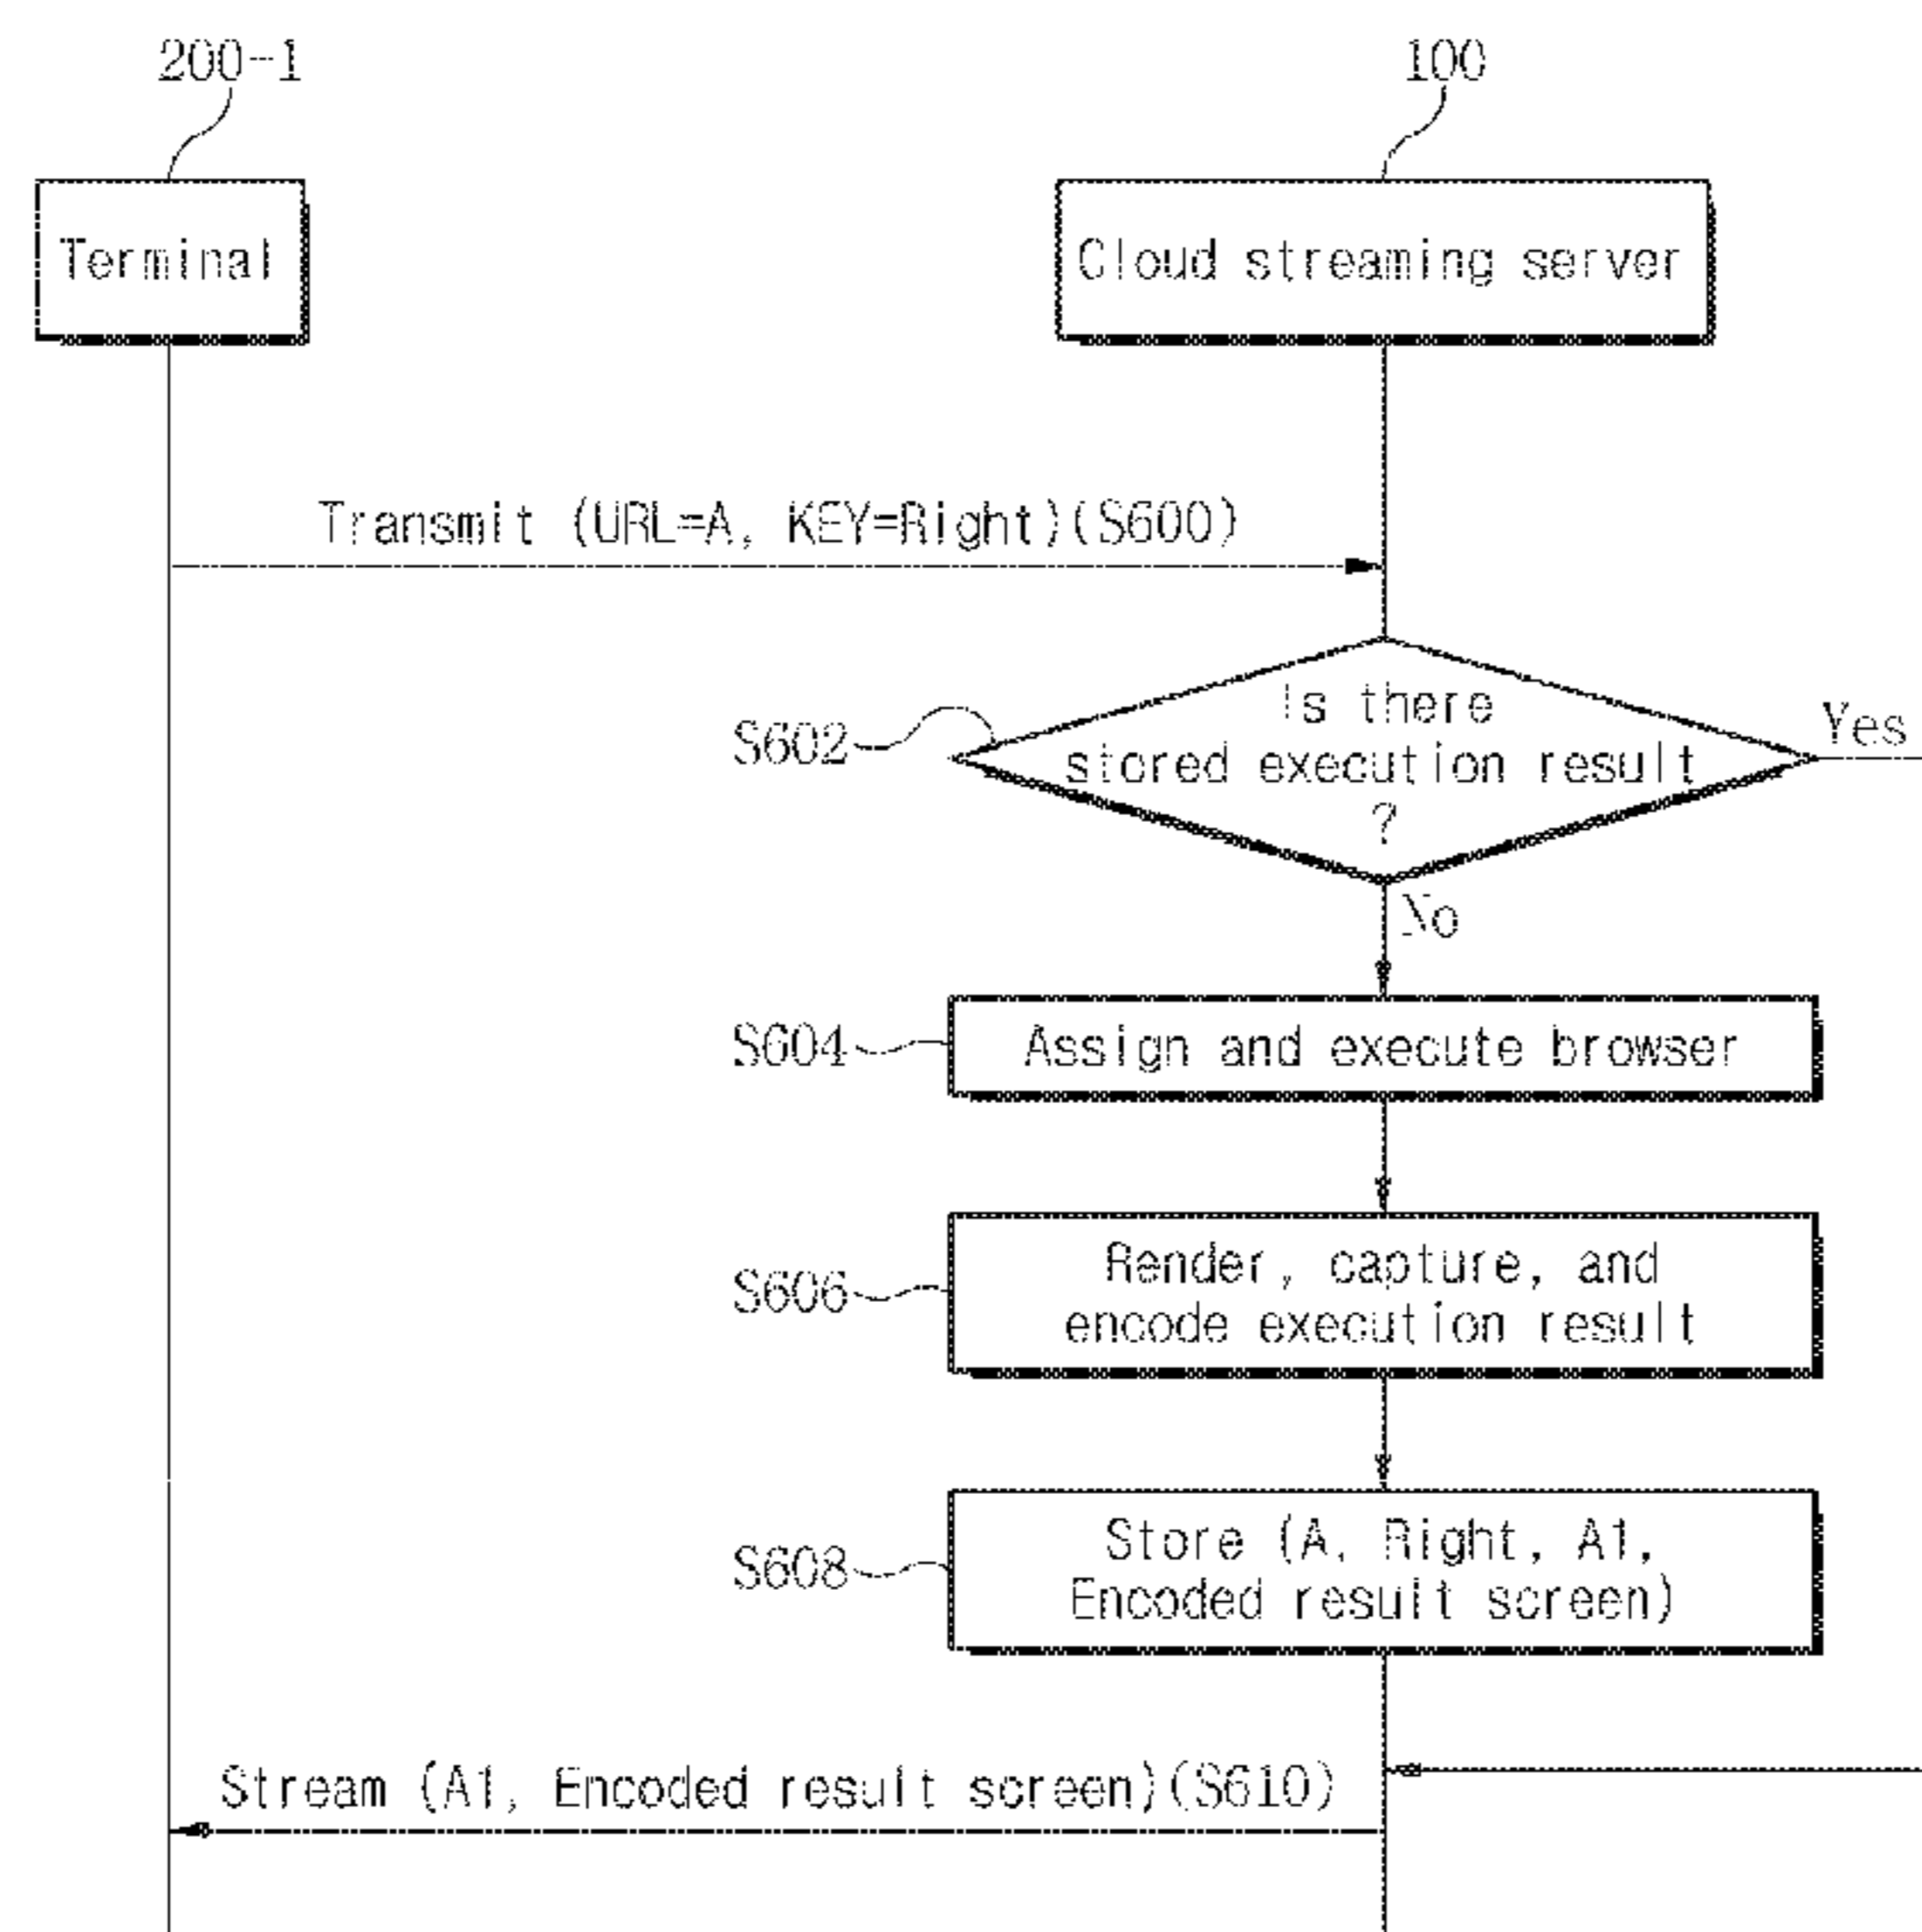 200-1
100
Terminal
Cloud streaming server
Transmit (URL=A, KEY=Right)(S600)
S602
Is there
stored execution result
?
Yes
No
S604
Assign and execute browser
S606
Render, capture, and
encode execution result
S608
Store (A, Right, A1,
Encoded result screen)
Stream (A1, Encoded result screen)(S610)